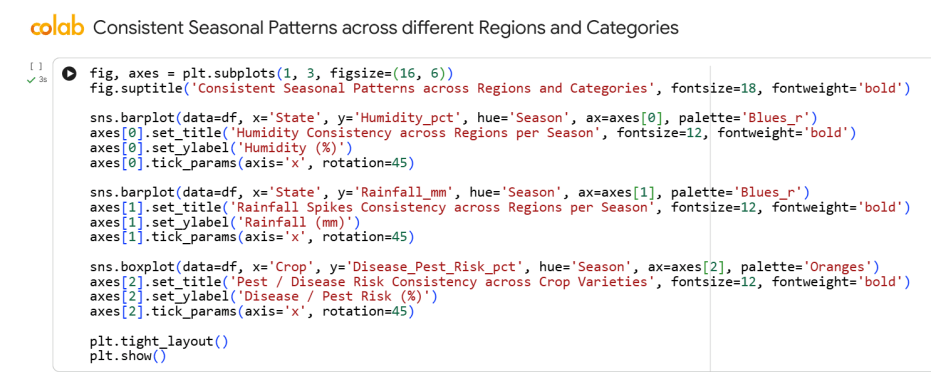 colab Consistent Seasonal Patterns across different Regions and Categories
[ ]
✓ 3s
fig, axes = plt.subplots(1, 3, figsize=(16, 6))
fig.suptitle('Consistent Seasonal Patterns across Regions and Categories', fontsize=18, fontweight='bold')
sns.barplot(data=df, x='State', y='Humidity_pct', hue='Season', ax=axes[0], palette='Blues_r')
axes[0].set_title('Humidity Consistency across Regions per Season', fontsize=12, fontweight='bold')
axes[0].set_ylabel('Humidity (%)')
axes[0].tick_params(axis='x', rotation=45)
sns.barplot(data=df, x='State', y='Rainfall_mm', hue='Season', ax=axes[1], palette='Blues_r')
axes[1].set_title('Rainfall Spikes Consistency across Regions per Season', fontsize=12, fontweight='bold')
axes[1].set_ylabel('Rainfall (mm)')
axes[1].tick_params(axis='x', rotation=45)
sns.boxplot(data=df, x='Crop', y='Disease_Pest_Risk_pct', hue='Season', ax=axes[2], palette='Oranges')
axes[2].set_title('Pest / Disease Risk Consistency across Crop Varieties', fontsize=12, fontweight='bold')
axes[2].set_ylabel('Disease / Pest Risk (%)')
axes[2].tick_params(axis='x', rotation=45)
plt.tight_layout()
plt.show()